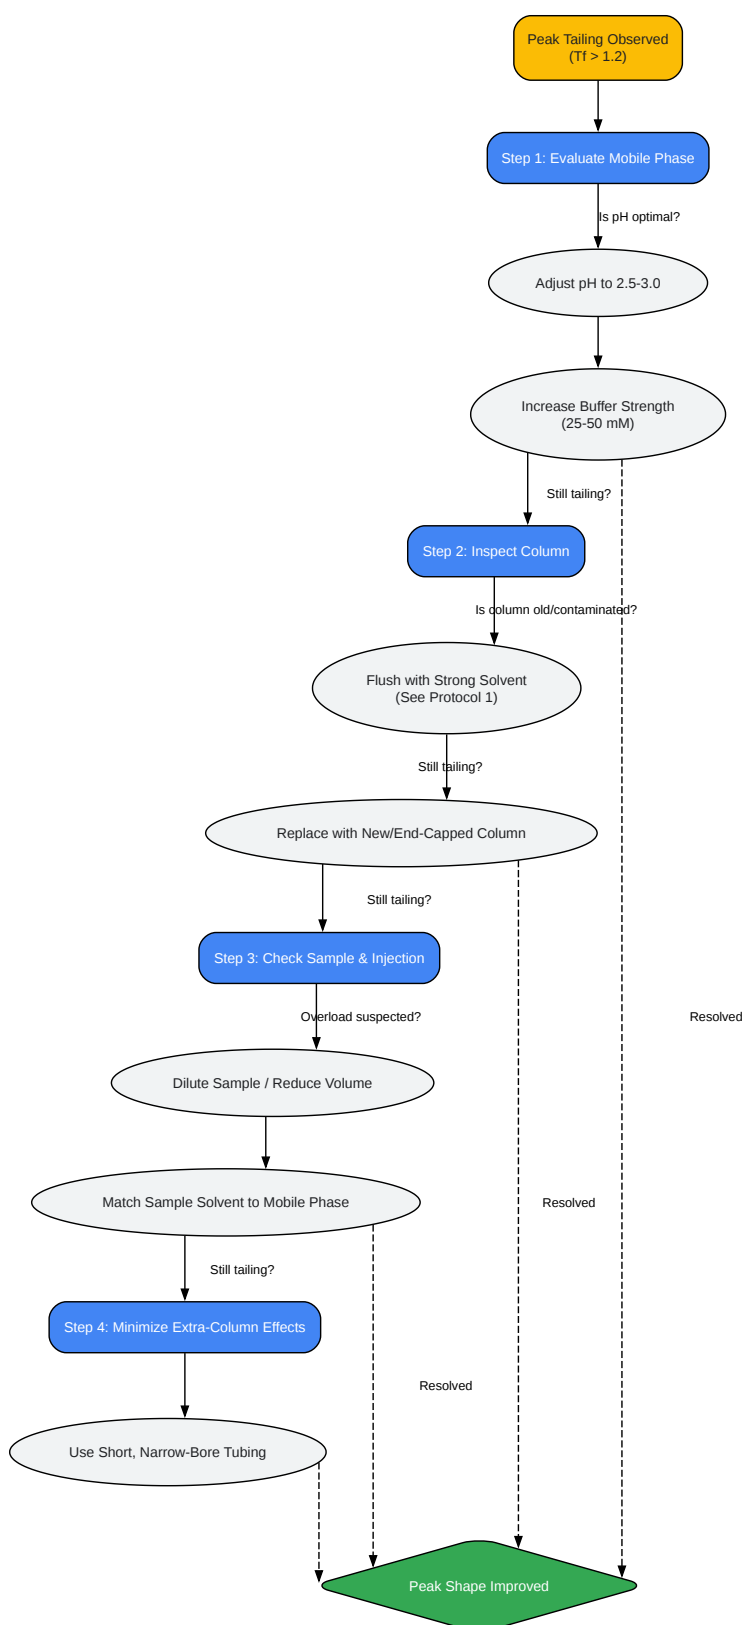 Peak Tailing Observed
(Tf > 1.2)
Step 1: Evaluate Mobile Phase
Is pH optimal?
Adjust pH to 2.5-3.0
Increase Buffer Strength
(25-50 mM)
Still tailing?
Step 2: Inspect Column
Is column old/contaminated?
Flush with Strong Solvent
(See Protocol 1)
Still tailing?
Replace with New/End-Capped Column
Still tailing?
Step 3: Check Sample & Injection
Overload suspected?
Resolved
Dilute Sample / Reduce Volume
Match Sample Solvent to Mobile Phase
Resolved
Still tailing?
Step 4: Minimize Extra-Column Effects
Resolved
Use Short, Narrow-Bore Tubing
Peak Shape Improved